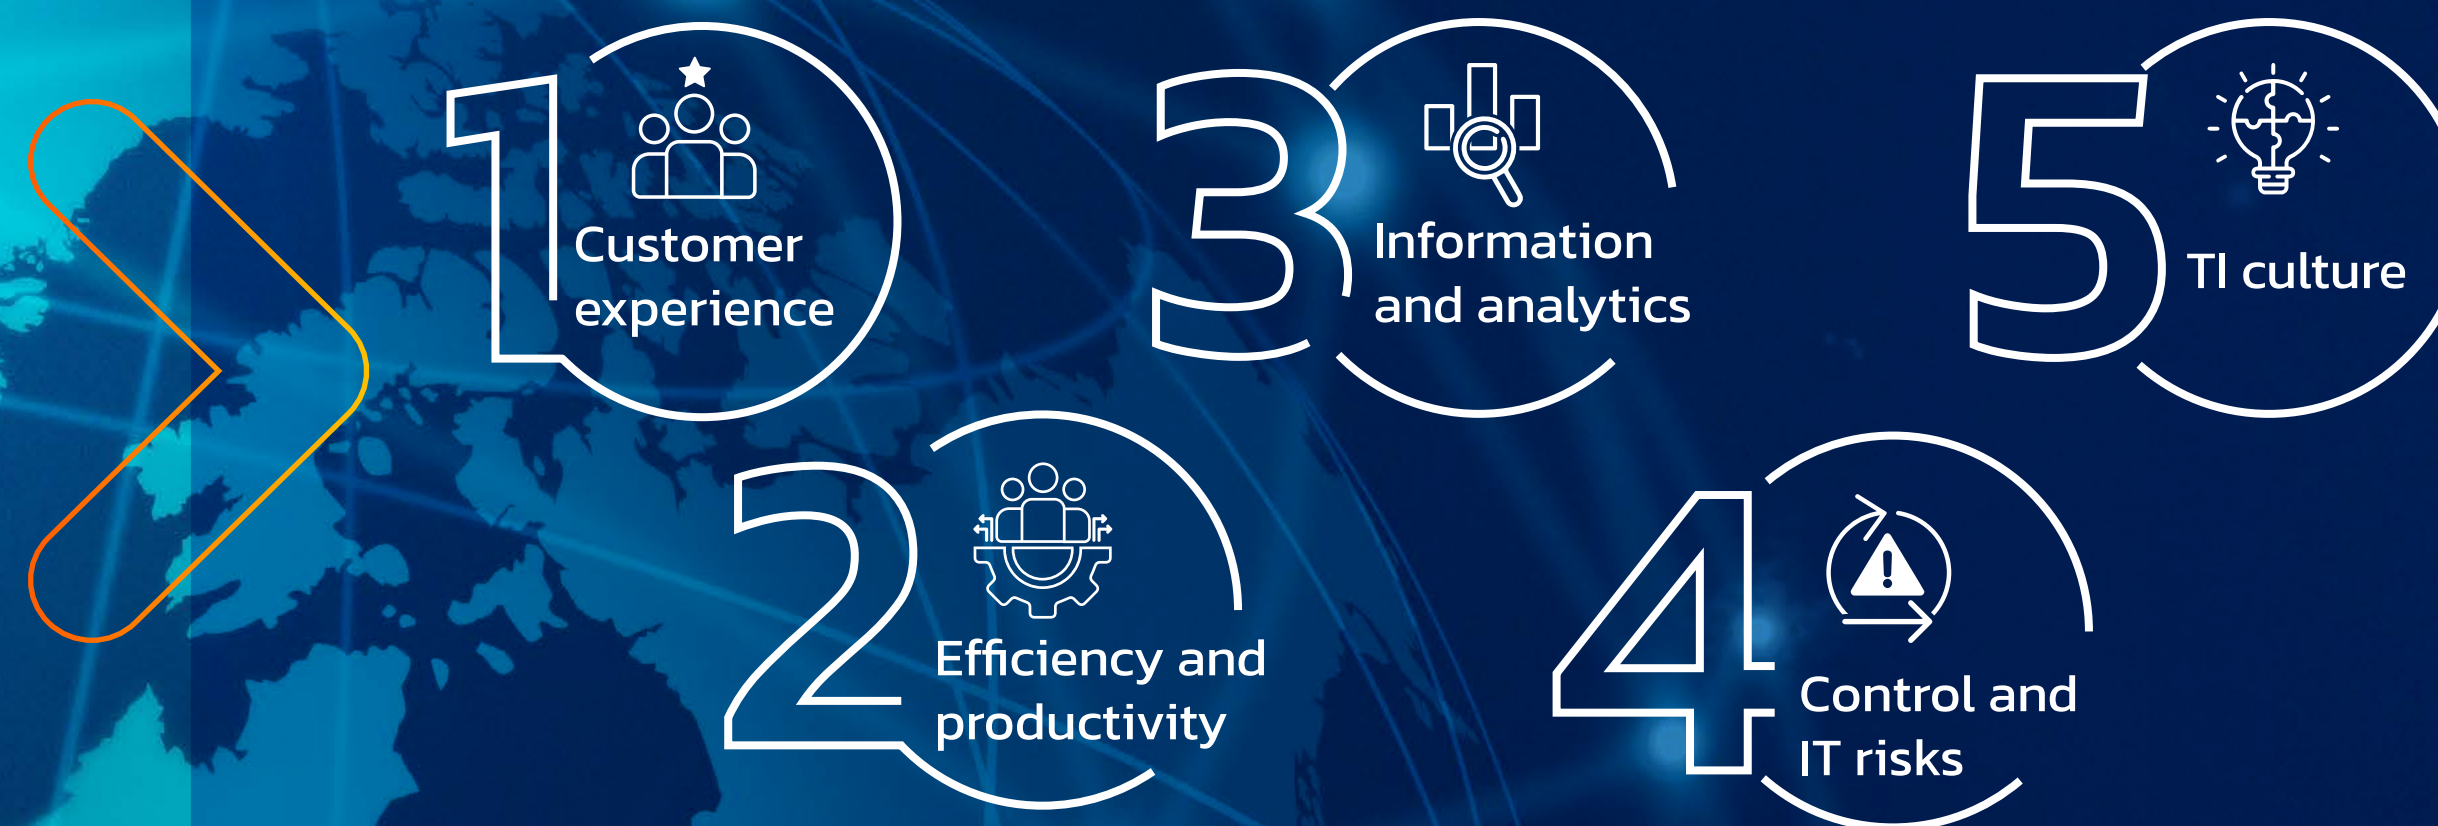 1
Customer
experience
2
Efficiency and
productivity
3
Information
and analytics
4
Control and
IT risks
5
TI culture